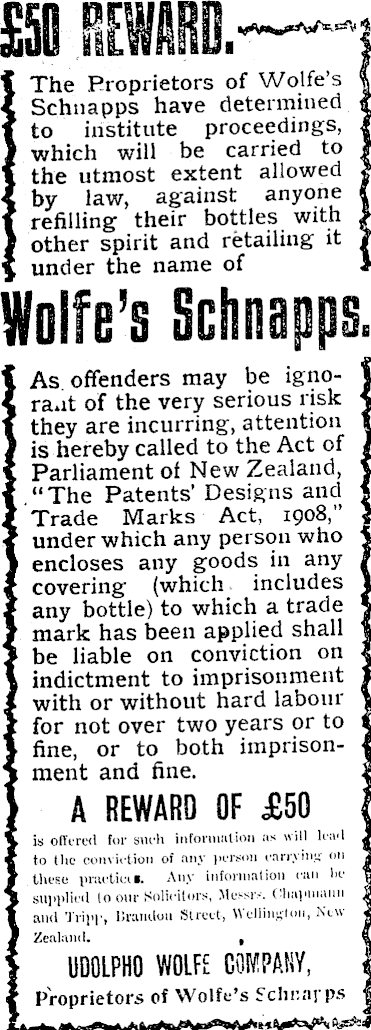 £50 REWARD.
The Proprietors of Wolfe's
Schnapps have determined
to institute proceedings,
which will be carried to
the utmost extent allowed
by law, against anyone
refilling their bottles with
other spirit and retailing it
under the name of
Wolfe's Schnapps.
As offenders may be igno-
rant of the very serious risk
they are incurring, attention
is hereby called to the Act of
Parliament of New Zealand,
"The Patents' Designs and
Trade Marks Act, 1908,"
under which any person who
encloses any goods in any
covering (which includes
any bottle) to which a trade
mark has been applied shall
be liable on conviction on
indictment to imprisonment
with or without hard labour
for not over two years or to
fine, or to both imprison-
ment and fine.
A REWARD OF £50
is offered for such information as will lead
to the conviction of any person carrying on
these practices. Any information can be
supplied to our Solicitors, Messrs. Chapmann
and Tripp, Brandon Street, Wellington, New
Zealand.
UDOLPHO WOLFE COMPANY,
Proprietors of Wolfe's Schnapps